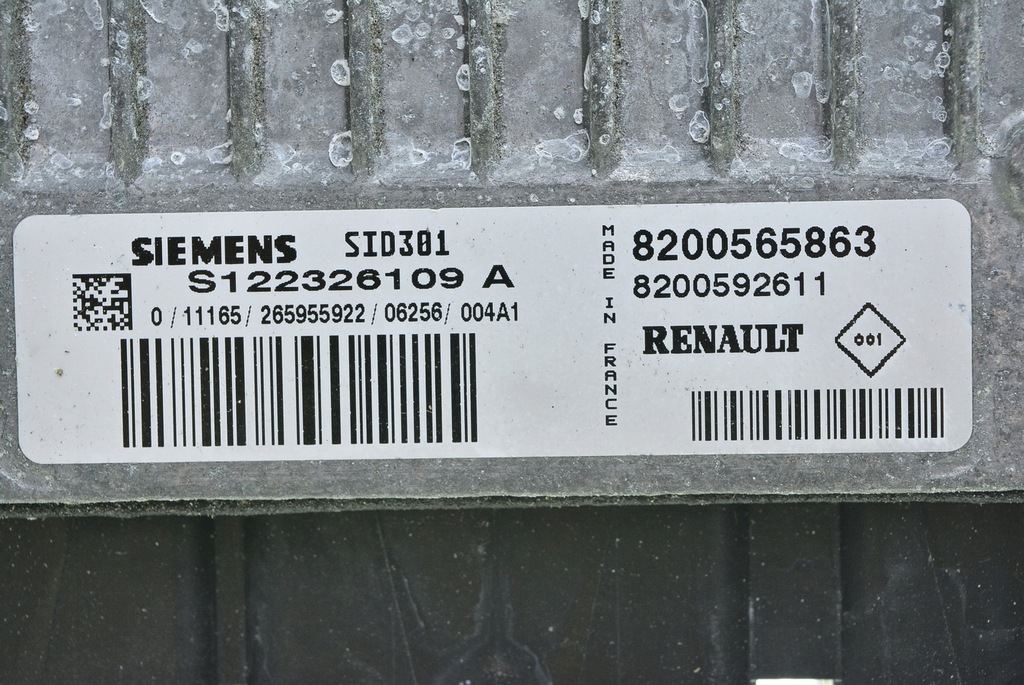 SIEMENS SID301
S122326109 A
0 / 11165 / 265955922 / 06256 / 004A1
MADE IN FRANCE
8200565863
8200592611
RENAULT 001